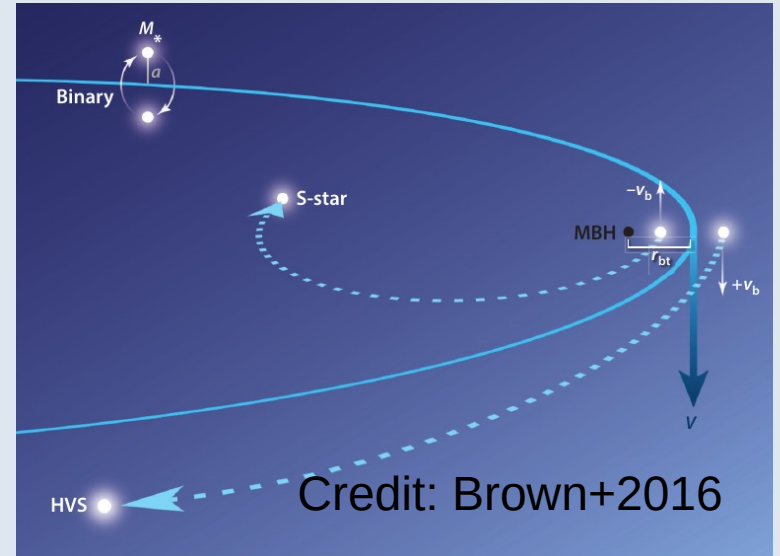 M*
a
Binary
S-star
−vb
MBH
rbt
+vb
V
HVS
Credit: Brown+2016